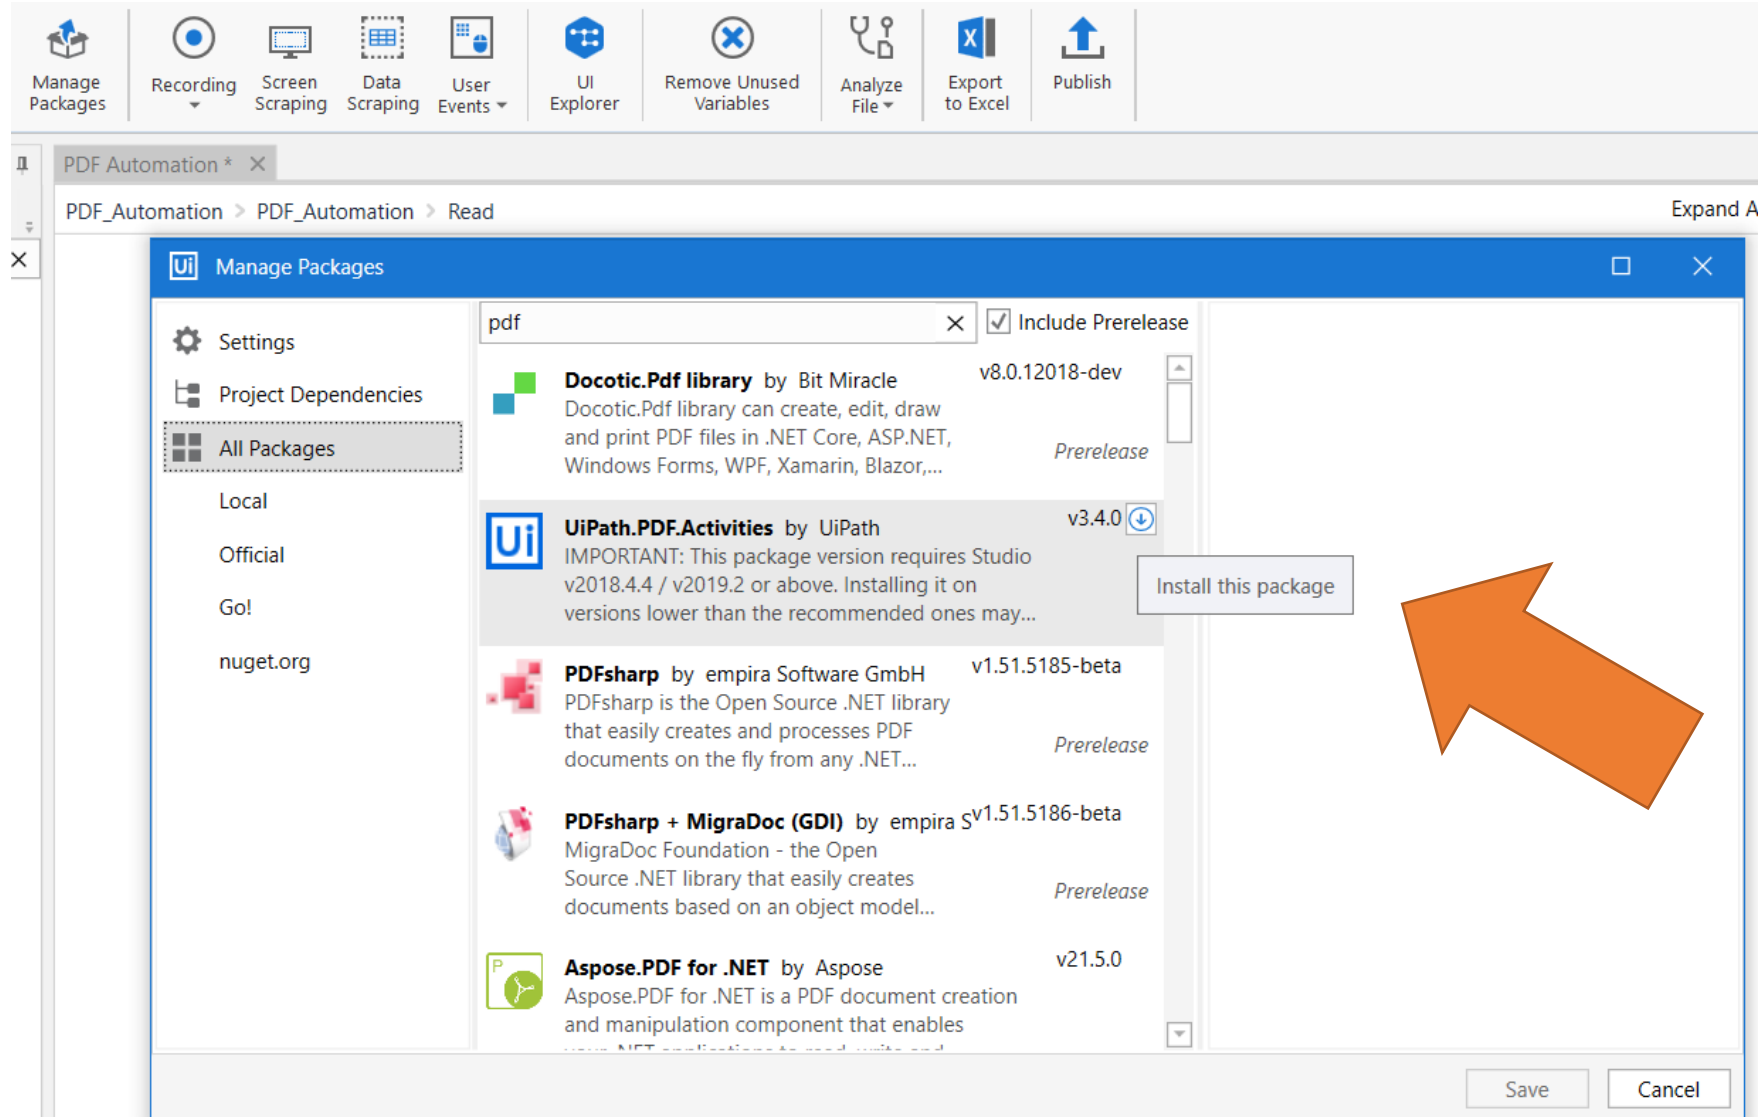 Manage
Packages
Recording
Screen
Scraping
Data
Scraping
User
Events
UI
Explorer
Remove Unused
Variables
Analyze
File
Export
to Excel
Publish
PDF Automation *
PDF_Automation > PDF_Automation > Read
Expand A
Ui Manage Packages
Settings
Project Dependencies
All Packages
Local
Official
Go!
nuget.org
pdf
Include Prerelease
Docotic.Pdf library by Bit Miracle v8.0.12018-dev
Docotic.Pdf library can create, edit, draw
and print PDF files in .NET Core, ASP.NET,
Windows Forms, WPF, Xamarin, Blazor,...
Prerelease
Ui
UiPath.PDF.Activities by UiPath v3.4.0
IMPORTANT: This package version requires Studio
v2018.4.4 / v2019.2 or above. Installing it on
versions lower than the recommended ones may...
Install this package
PDFsharp by empira Software GmbH v1.51.5185-beta
PDFsharp is the Open Source .NET library
that easily creates and processes PDF
documents on the fly from any .NET...
Prerelease
PDFsharp + MigraDoc (GDI) by empira S v1.51.5186-beta
MigraDoc Foundation - the Open
Source .NET library that easily creates
documents based on an object model...
Prerelease
P
Aspose.PDF for .NET by Aspose v21.5.0
Aspose.PDF for .NET is a PDF document creation
and manipulation component that enables
Save
Cancel